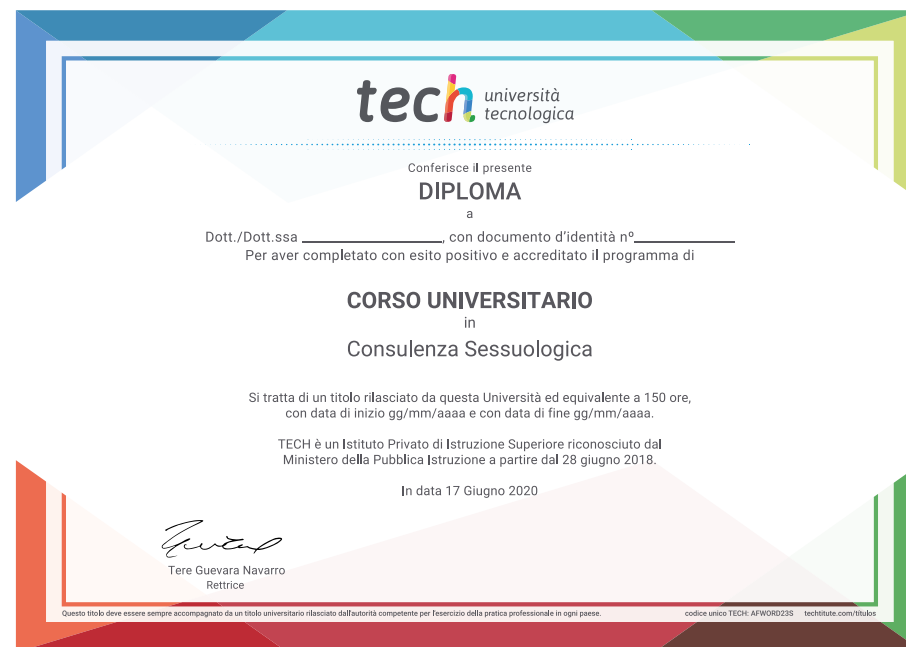 tech università
tecnologica
Conferisce il presente
DIPLOMA
a
Dott./Dott.ssa ________________, con documento d'identità nº____________
Per aver completato con esito positivo e accreditato il programma di
CORSO UNIVERSITARIO
in
Consulenza Sessuologica
Si tratta di un titolo rilasciato da questa Università ed equivalente a 150 ore,
con data di inizio gg/mm/aaaa e con data di fine gg/mm/aaaa.
TECH è un Istituto Privato di Istruzione Superiore riconosciuto dal
Ministero della Pubblica Istruzione a partire dal 28 giugno 2018.
In data 17 Giugno 2020
Tere Guevara Navarro
Rettrice
Questo titolo deve essere sempre accompagnato da un titolo universitario rilasciato dall'autorità competente per l'esercizio della pratica professionale in ogni paese. codice unico TECH: AFWORD23S techtitute.com/titulos